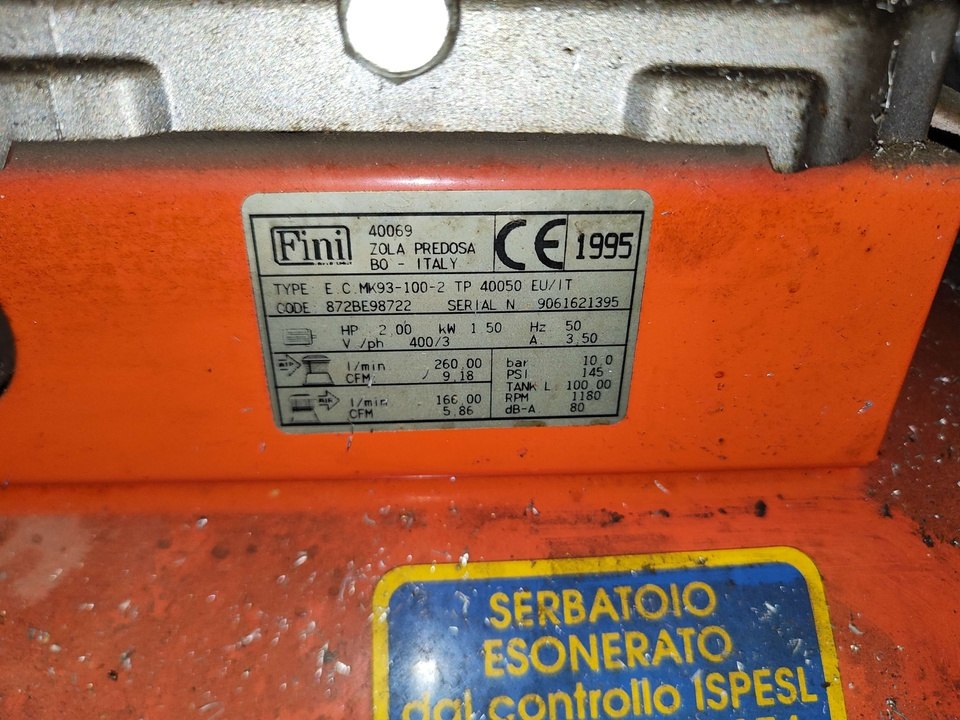 Fini
40069
ZOLA PREDOSA
BO - ITALY
CE
1995
TYPE E.C.MK93-100-2 TP 40050 EU/IT
CODE 872BE98722 SERIAL N 9061621395
HP 2,00 kW 1,50 Hz 50
V /ph 400/3 A 3,50
AIR l/min 260,00
CFM / 9,18
AIR l/min 166,00
CFM 5,86
bar 10,0
PSI 145
TANK L. 100,00
RPM 1180
dB-A 80
SERBATOIO
ESONERATO
dal controllo ISPESL